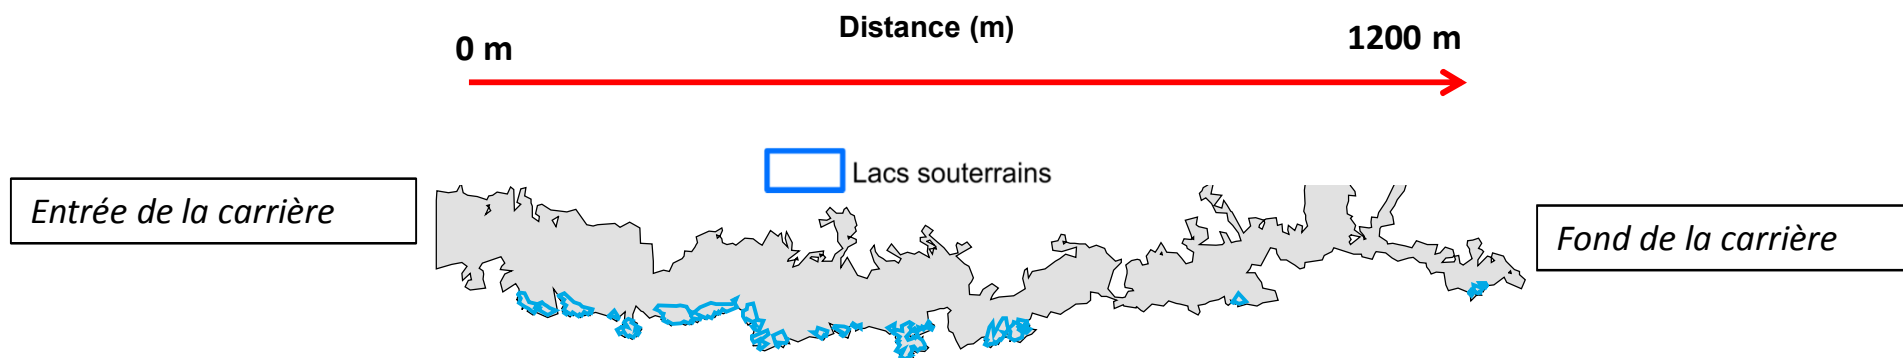 Distance (m)
0 m
1200 m
Lacs souterrains
Entrée de la carrière
Fond de la carrière